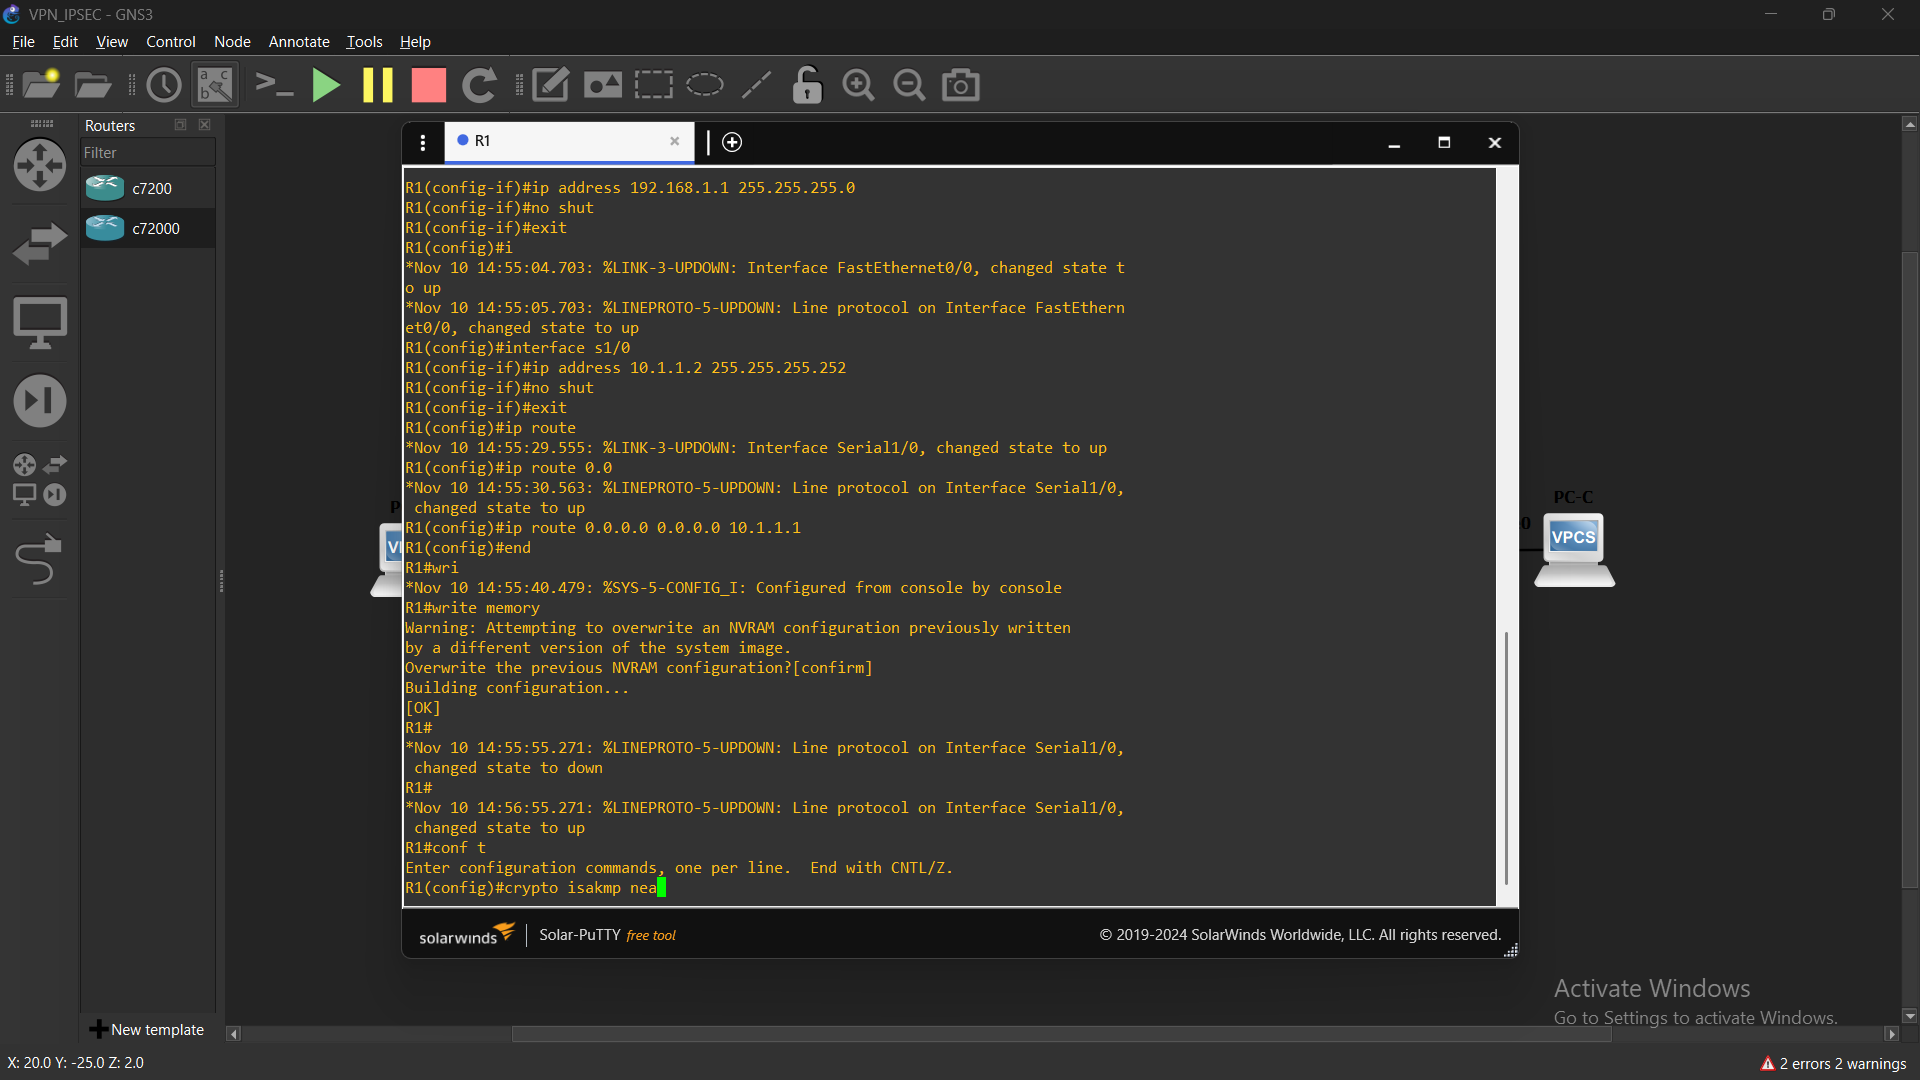 VPN_IPSEC - GNS3
File Edit View Control Node Annotate Tools Help
Routers
Filter
c7200
c72000
New template
R1
R1(config-if)#ip address 192.168.1.1 255.255.255.0
R1(config-if)#no shut
R1(config-if)#exit
R1(config)#i
*Nov 10 14:55:04.703: %LINK-3-UPDOWN: Interface FastEthernet0/0, changed state t
o up
*Nov 10 14:55:05.703: %LINEPROTO-5-UPDOWN: Line protocol on Interface FastEthern
et0/0, changed state to up
R1(config)#interface s1/0
R1(config-if)#ip address 10.1.1.2 255.255.255.252
R1(config-if)#no shut
R1(config-if)#exit
R1(config)#ip route
*Nov 10 14:55:29.555: %LINK-3-UPDOWN: Interface Serial1/0, changed state to up
R1(config)#ip route 0.0
*Nov 10 14:55:30.563: %LINEPROTO-5-UPDOWN: Line protocol on Interface Serial1/0,
changed state to up
R1(config)#ip route 0.0.0.0 0.0.0.0 10.1.1.1
R1(config)#end
R1#wri
*Nov 10 14:55:40.479: %SYS-5-CONFIG_I: Configured from console by console
R1#write memory
Warning: Attempting to overwrite an NVRAM configuration previously written
by a different version of the system image.
Overwrite the previous NVRAM configuration?[confirm]
Building configuration...
[OK]
R1#
*Nov 10 14:55:55.271: %LINEPROTO-5-UPDOWN: Line protocol on Interface Serial1/0,
changed state to down
R1#
*Nov 10 14:56:55.271: %LINEPROTO-5-UPDOWN: Line protocol on Interface Serial1/0,
changed state to up
R1#conf t
Enter configuration commands, one per line.  End with CNTL/Z.
R1(config)#crypto isakmp nea
solarwinds Solar-PuTTY free tool
© 2019-2024 SolarWinds Worldwide, LLC. All rights reserved.
PC-C
VPCS
Activate Windows
Go to Settings to activate Windows.
X: 20.0 Y: -25.0 Z: 2.0
2 errors 2 warnings